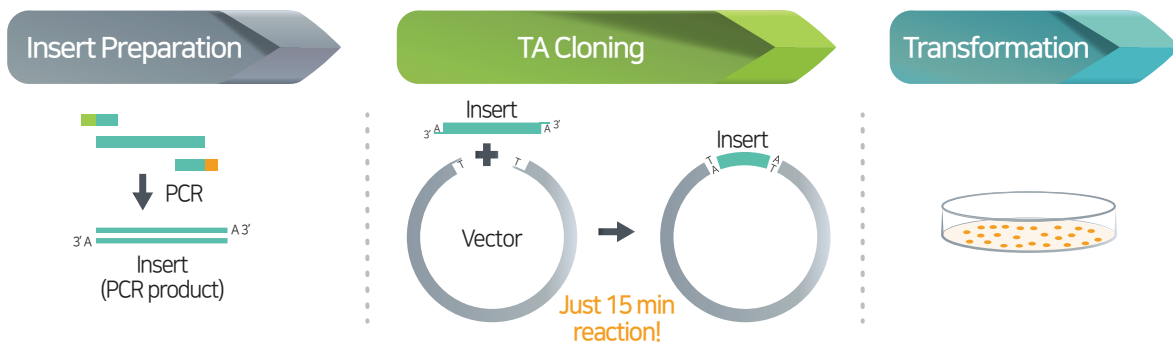 Insert Preparation
TA Cloning
Transformation
PCR
3' A
A 3'
Insert
(PCR product)
Insert
3' A
A 3'
T
T
Vector
Just 15 min
reaction!
Insert
T
A
A
T